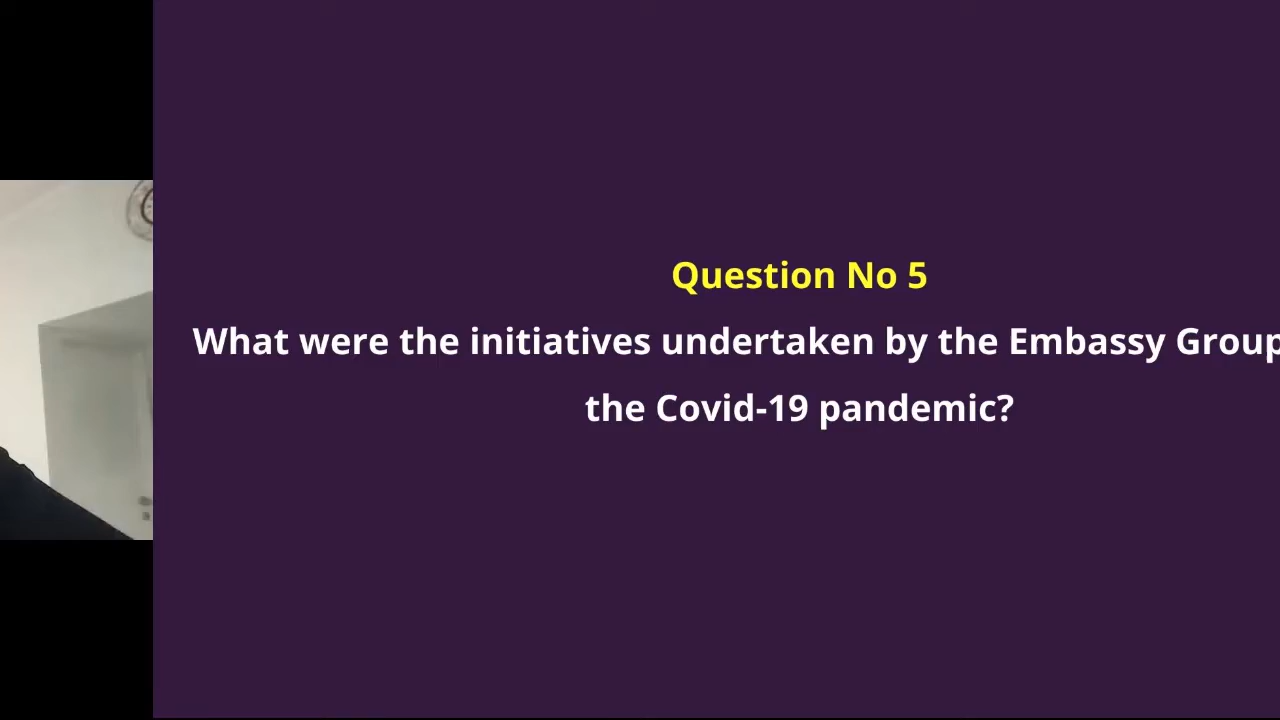 Question No 5
What were the initiatives undertaken by the Embassy Group
the Covid-19 pandemic?